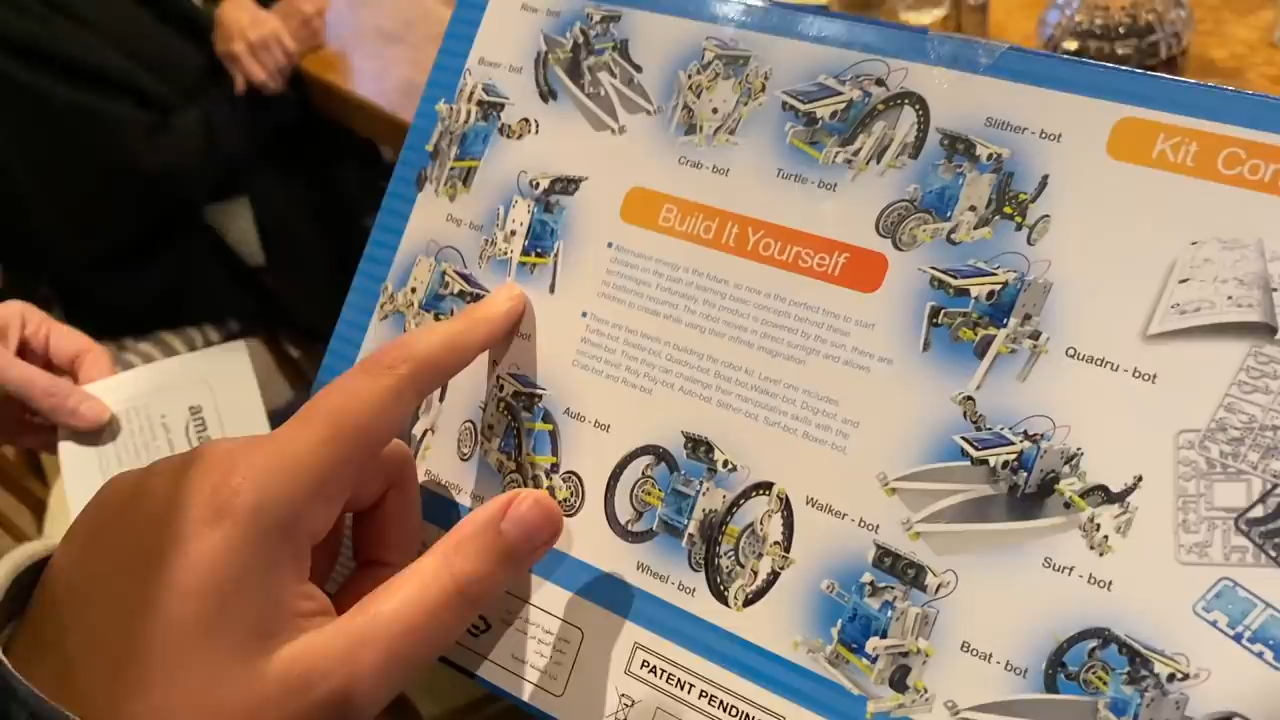 Row - bot
Boxer - bot
Crab - bot
Turtle - bot
Slither - bot
Kit Con
Dog - bot
Build It Yourself
Alternative energy is the future, so now is the perfect time to start
children on the path of learning basic concepts behind these
technologies. Fortunately, this product is powered by the sun, there are
no batteries required. The robot moves in direct sunlight and allows
children to create while using their infinite imagination.
There are two levels in building the robot kit. Level one includes
Turtle-bot, Beetle-bot, Quadru-bot, Boat-bot, Walker-bot, Dog-bot, and
Wheel-bot. Then they can challenge their manipulative skills with the
second level: Roly Poly-bot, Auto-bot, Slither-bot, Surf-bot, Boxer-bot,
Crab-bot and Row-bot.
Quadru - bot
bot
Auto - bot
Roly poly - bot
Walker - bot
Wheel - bot
Surf - bot
Boat - bot
PATENT PENDING
ama